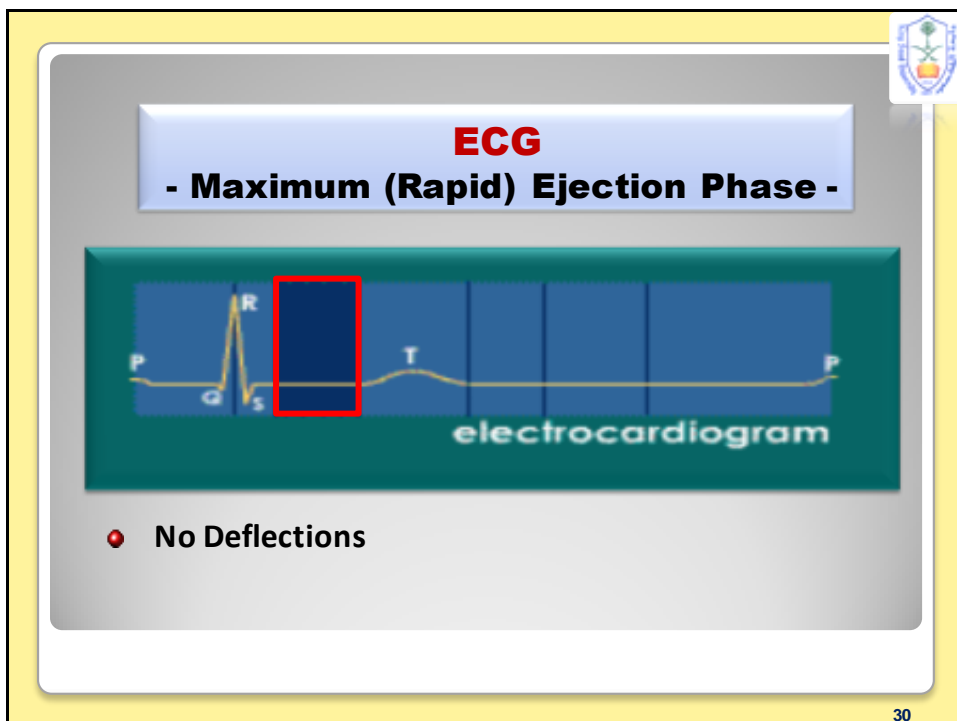 ECG
- Maximum (Rapid) Ejection Phase -
R
P
T
P
Q
S
electrocardiogram
No Deflections
30